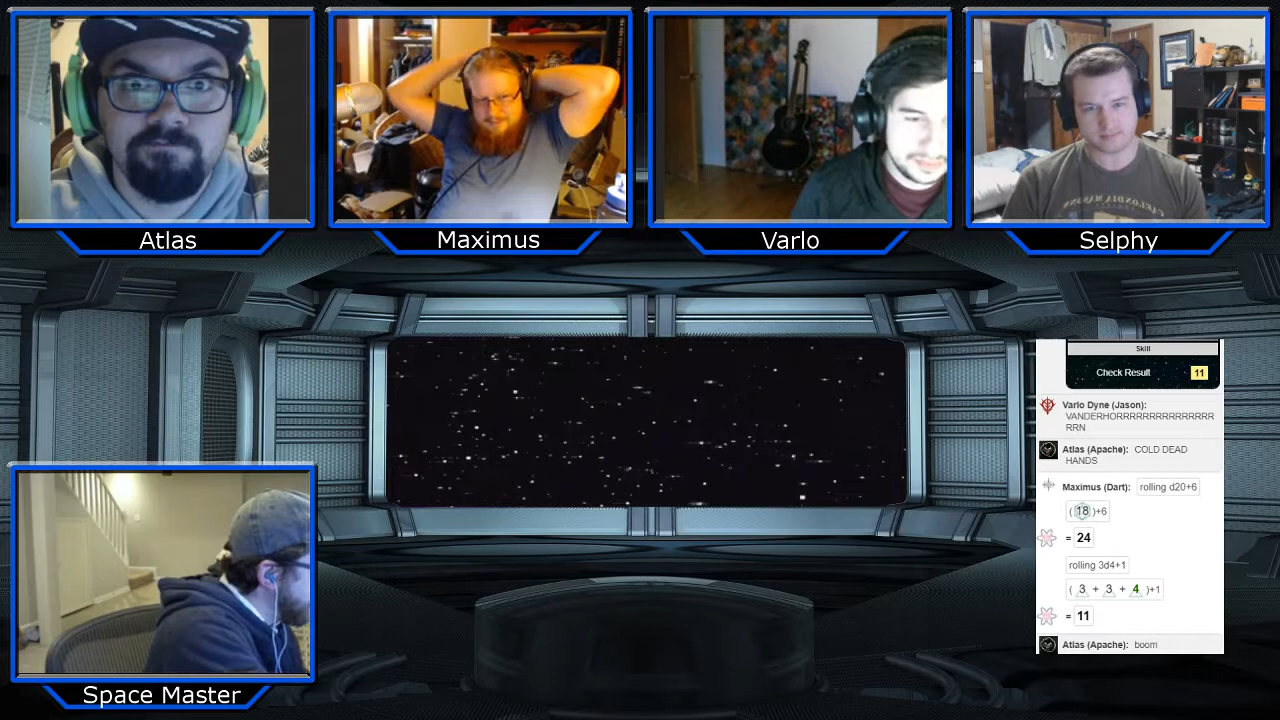 Atlas
Maximus
Varlo
Selphy
Space Master
Skill
Check Result 11
Varlo Dyne (Jason):
VANDERHORRRRRRRRRRRRRRRR
RRN
Atlas (Apache): COLD DEAD
HANDS
Maximus (Dart): rolling d20+6
(18)+6
= 24
rolling 3d4+1
(3 + 3 + 4)+1
= 11
Atlas (Apache): boom